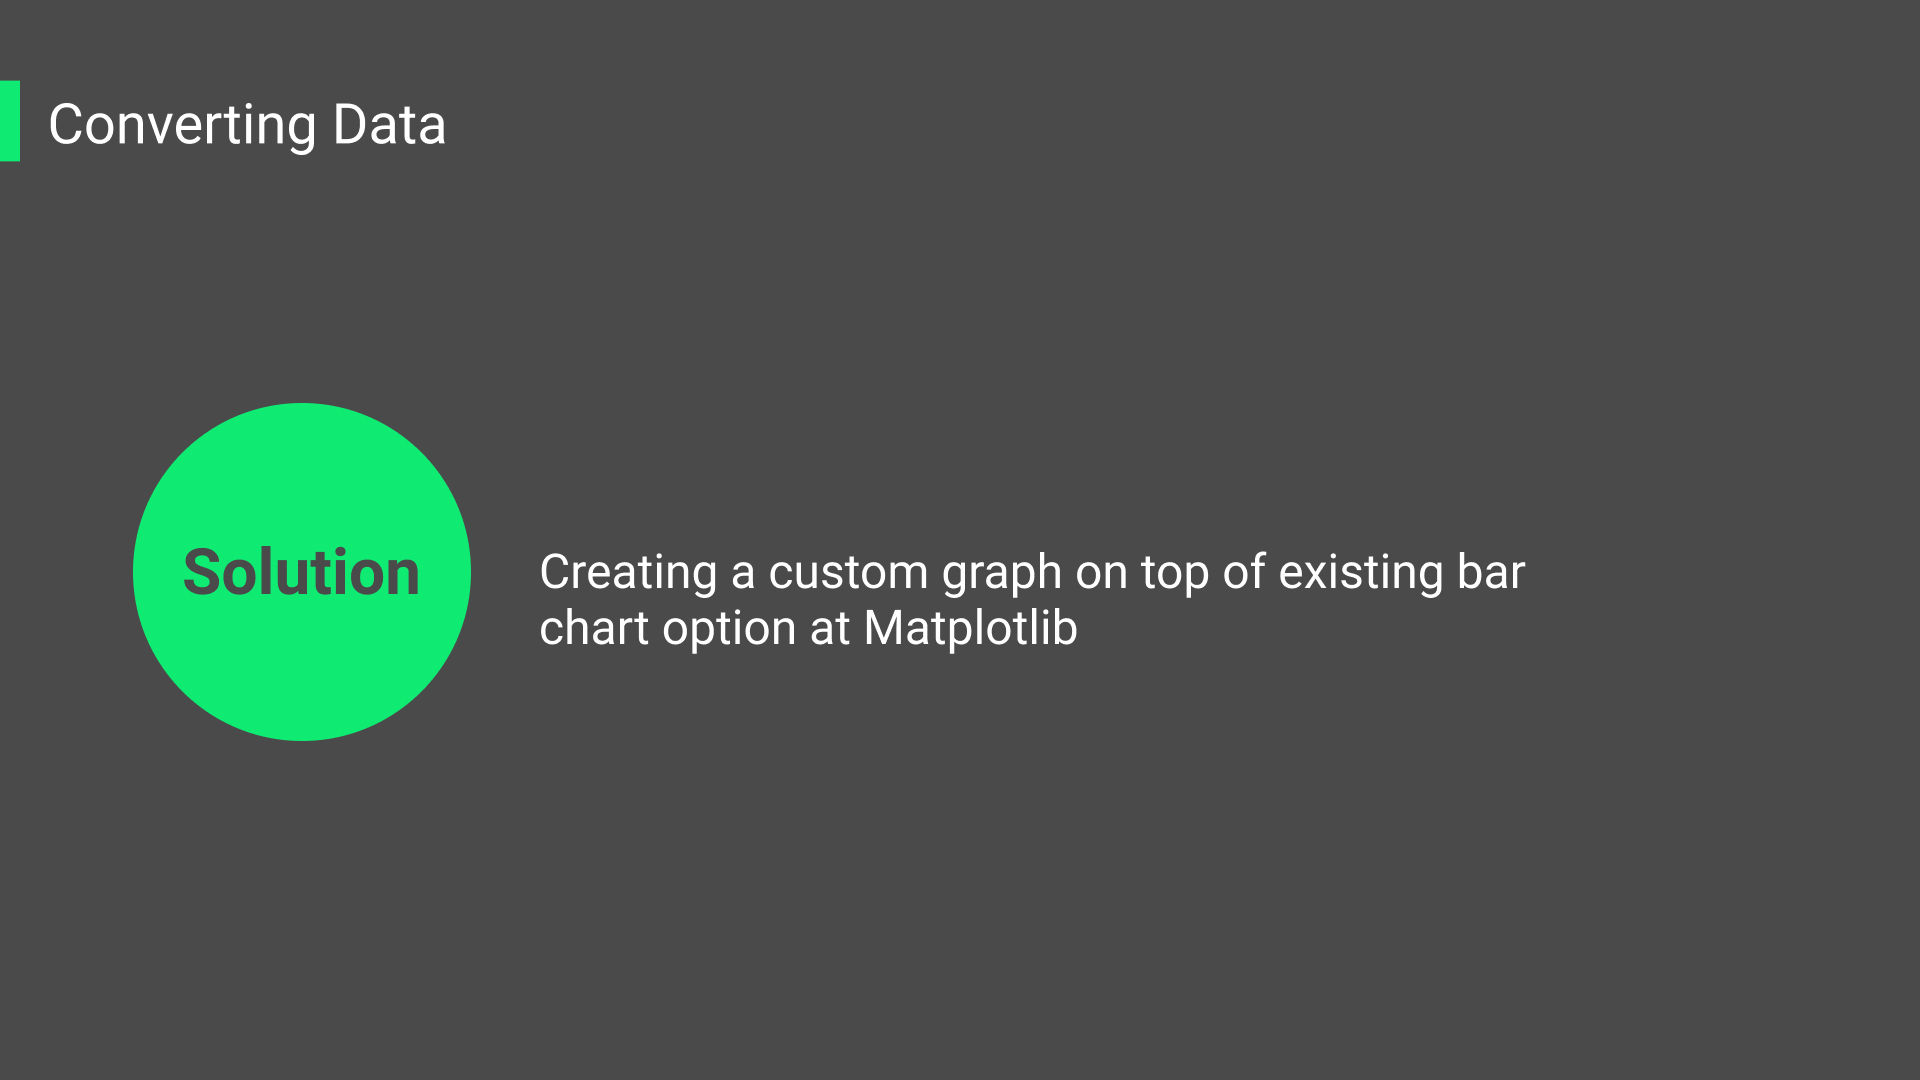 Converting Data
Solution
Creating a custom graph on top of existing bar
chart option at Matplotlib